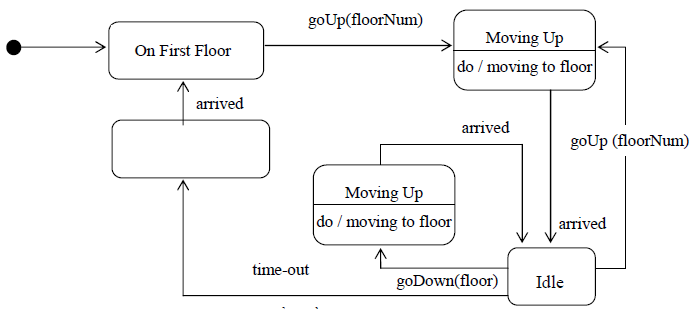 goUp(floorNum)
On First Floor
Moving Up
do / moving to floor
arrived
arrived
goUp (floorNum)
Moving Up
do / moving to floor
arrived
time-out
goDown(floor)
Idle